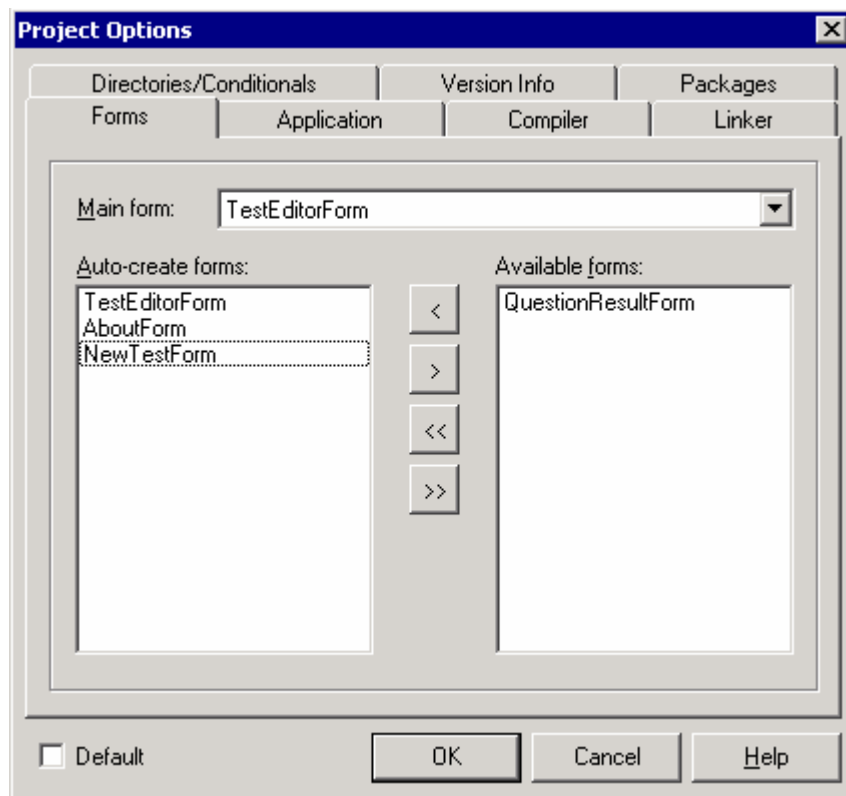 Project Options
Directories/Conditionals Version Info Packages
Forms Application Compiler Linker
Main form: TestEditorForm
Auto-create forms: Available forms:
TestEditorForm QuestionResultForm
AboutForm
NewTestForm
<
>
<<
>>
Default OK Cancel Help